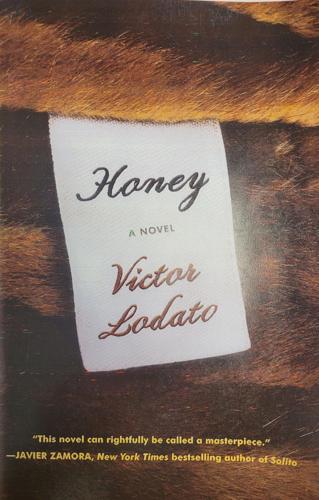 Honey
A NOVEL
Victor
Lodato
"This novel can rightfully be called a masterpiece."
—JAVIER ZAMORA, New York Times bestselling author of Solito